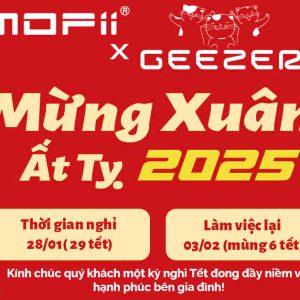 MOFii®
X GEEZER
Mừng Xuân
Ất Tỵ 2025
Thời gian nghỉ
28/01( 29 tết)
Làm việc lại
03/02 (mùng 6 tết)
Kính chúc quý khách một kỳ nghỉ Tết đong đầy niềm v
hạnh phúc bên gia đình!